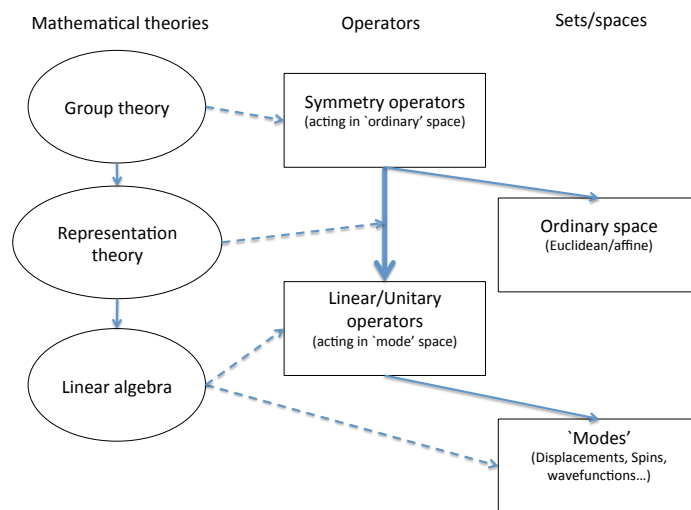 Mathematical theories
Operators
Sets/spaces
Group theory
Symmetry operators
(acting in `ordinary' space)
Representation
theory
Ordinary space
(Euclidean/affine)
Linear/Unitary
operators
(acting in `mode' space)
Linear algebra
`Modes'
(Displacements, Spins,
wavefunctions...)